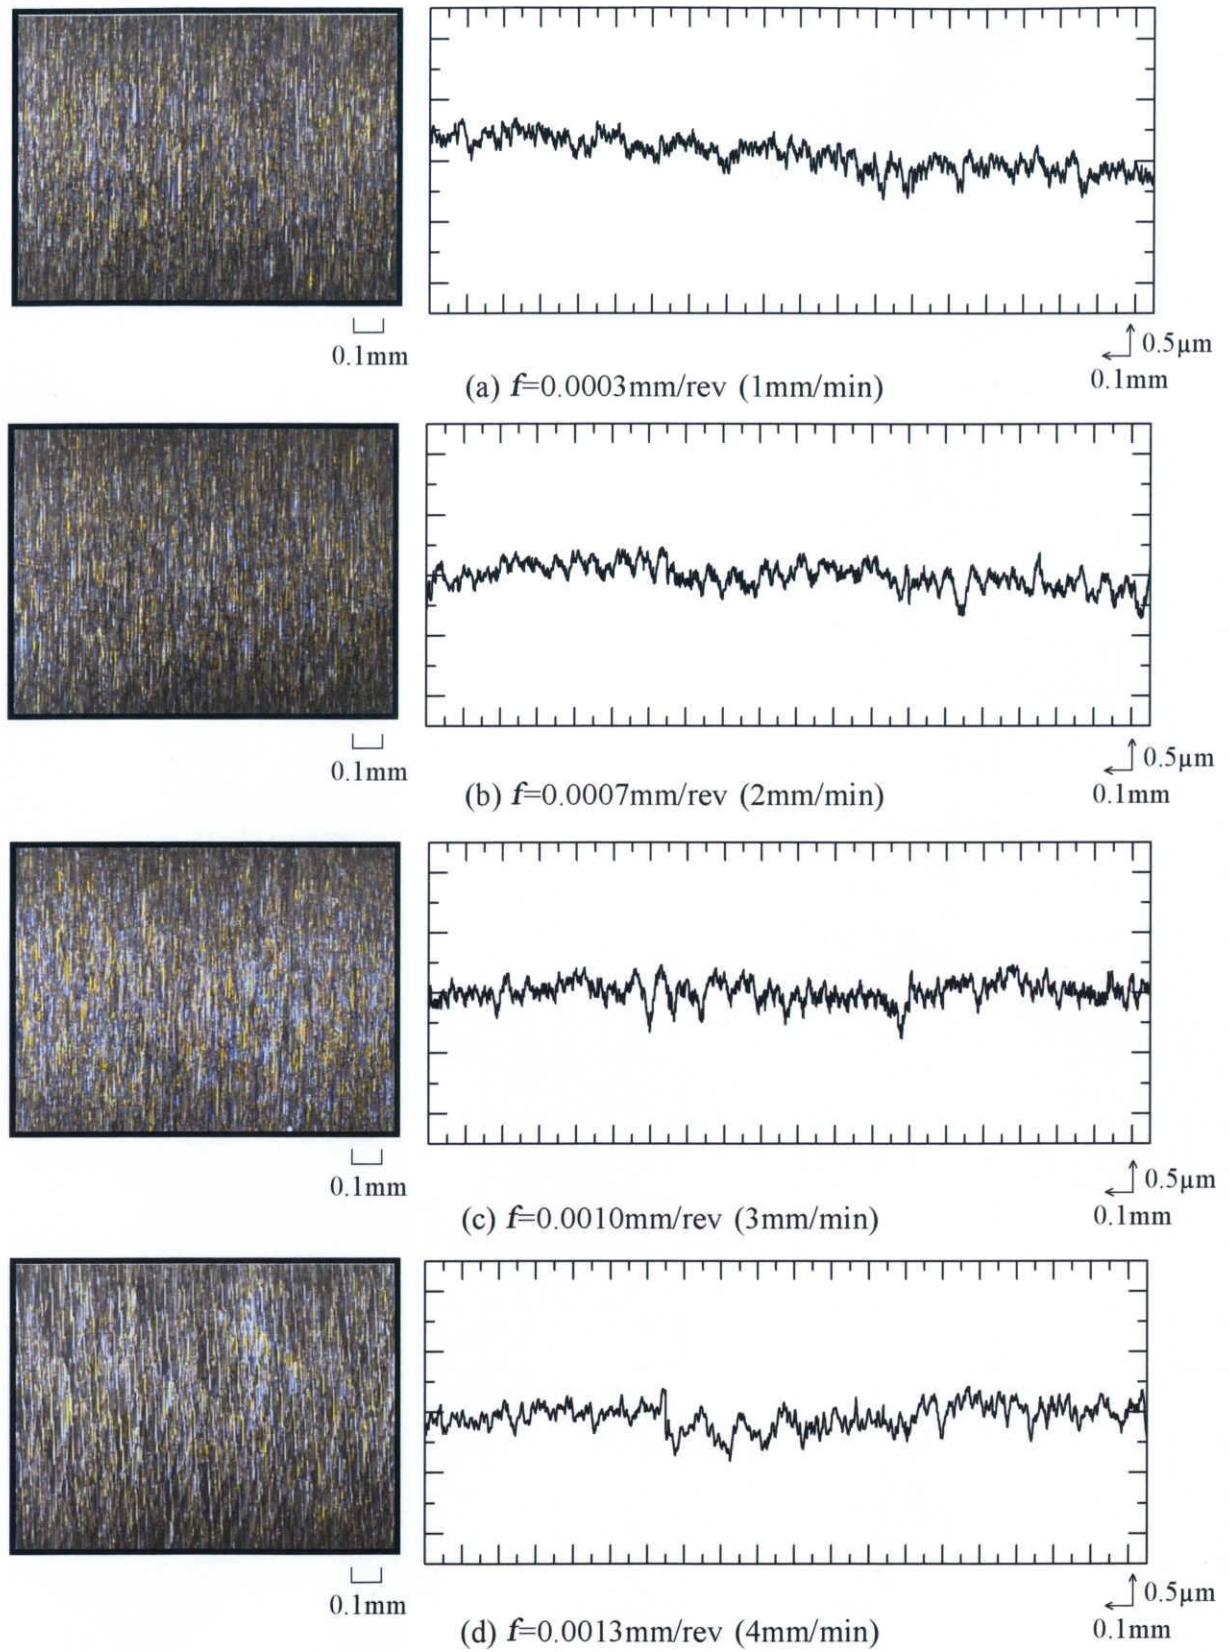 0.1mm
0.5μm
0.1mm
(a) f=0.0003mm/rev (1mm/min)
0.1mm
0.5μm
0.1mm
(b) f=0.0007mm/rev (2mm/min)
0.1mm
0.5μm
0.1mm
(c) f=0.0010mm/rev (3mm/min)
0.1mm
0.5μm
0.1mm
(d) f=0.0013mm/rev (4mm/min)